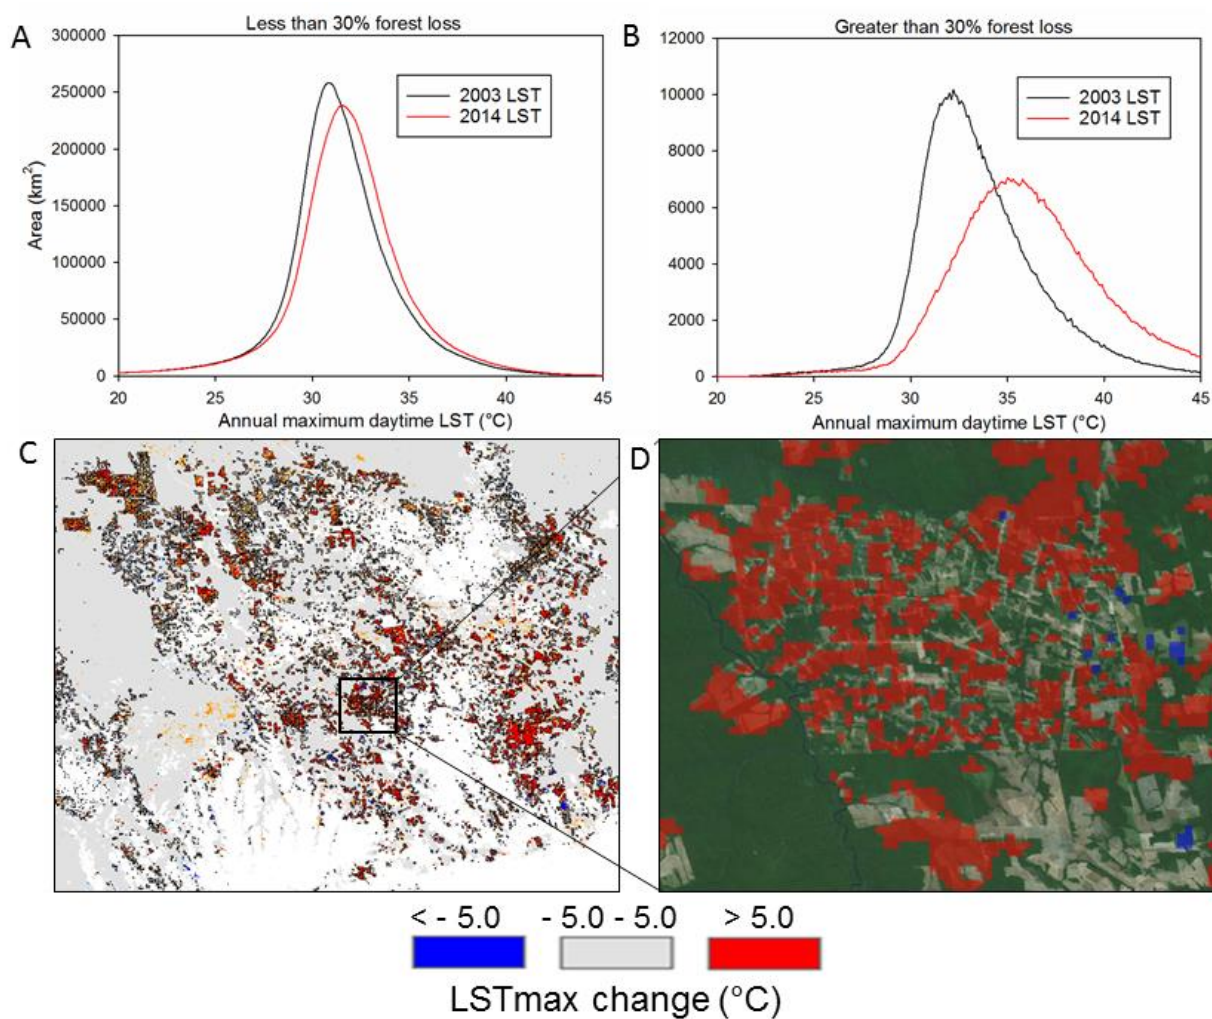 A
Less than 30% forest loss
300000
250000
200000
150000
100000
50000
0
Area (km²)
2003 LST
2014 LST
20 25 30 35 40 45
Annual maximum daytime LST (°C)
B
Greater than 30% forest loss
12000
10000
8000
6000
4000
2000
0
2003 LST
2014 LST
20 25 30 35 40 45
Annual maximum daytime LST (°C)
C
D
< - 5.0 - 5.0 - 5.0 > 5.0
LSTmax change (°C)